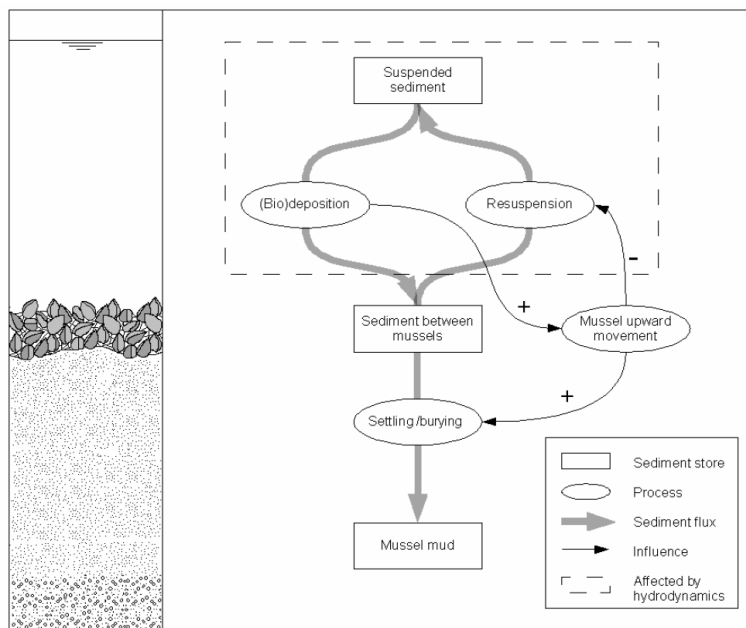 Suspended
sediment
(Bio)deposition
Resuspension
-
+
Sediment between
mussels
Mussel upward
movement
+
Settling/burying
Mussel mud
Sediment store
Process
Sediment flux
Influence
Affected by
hydrodynamics